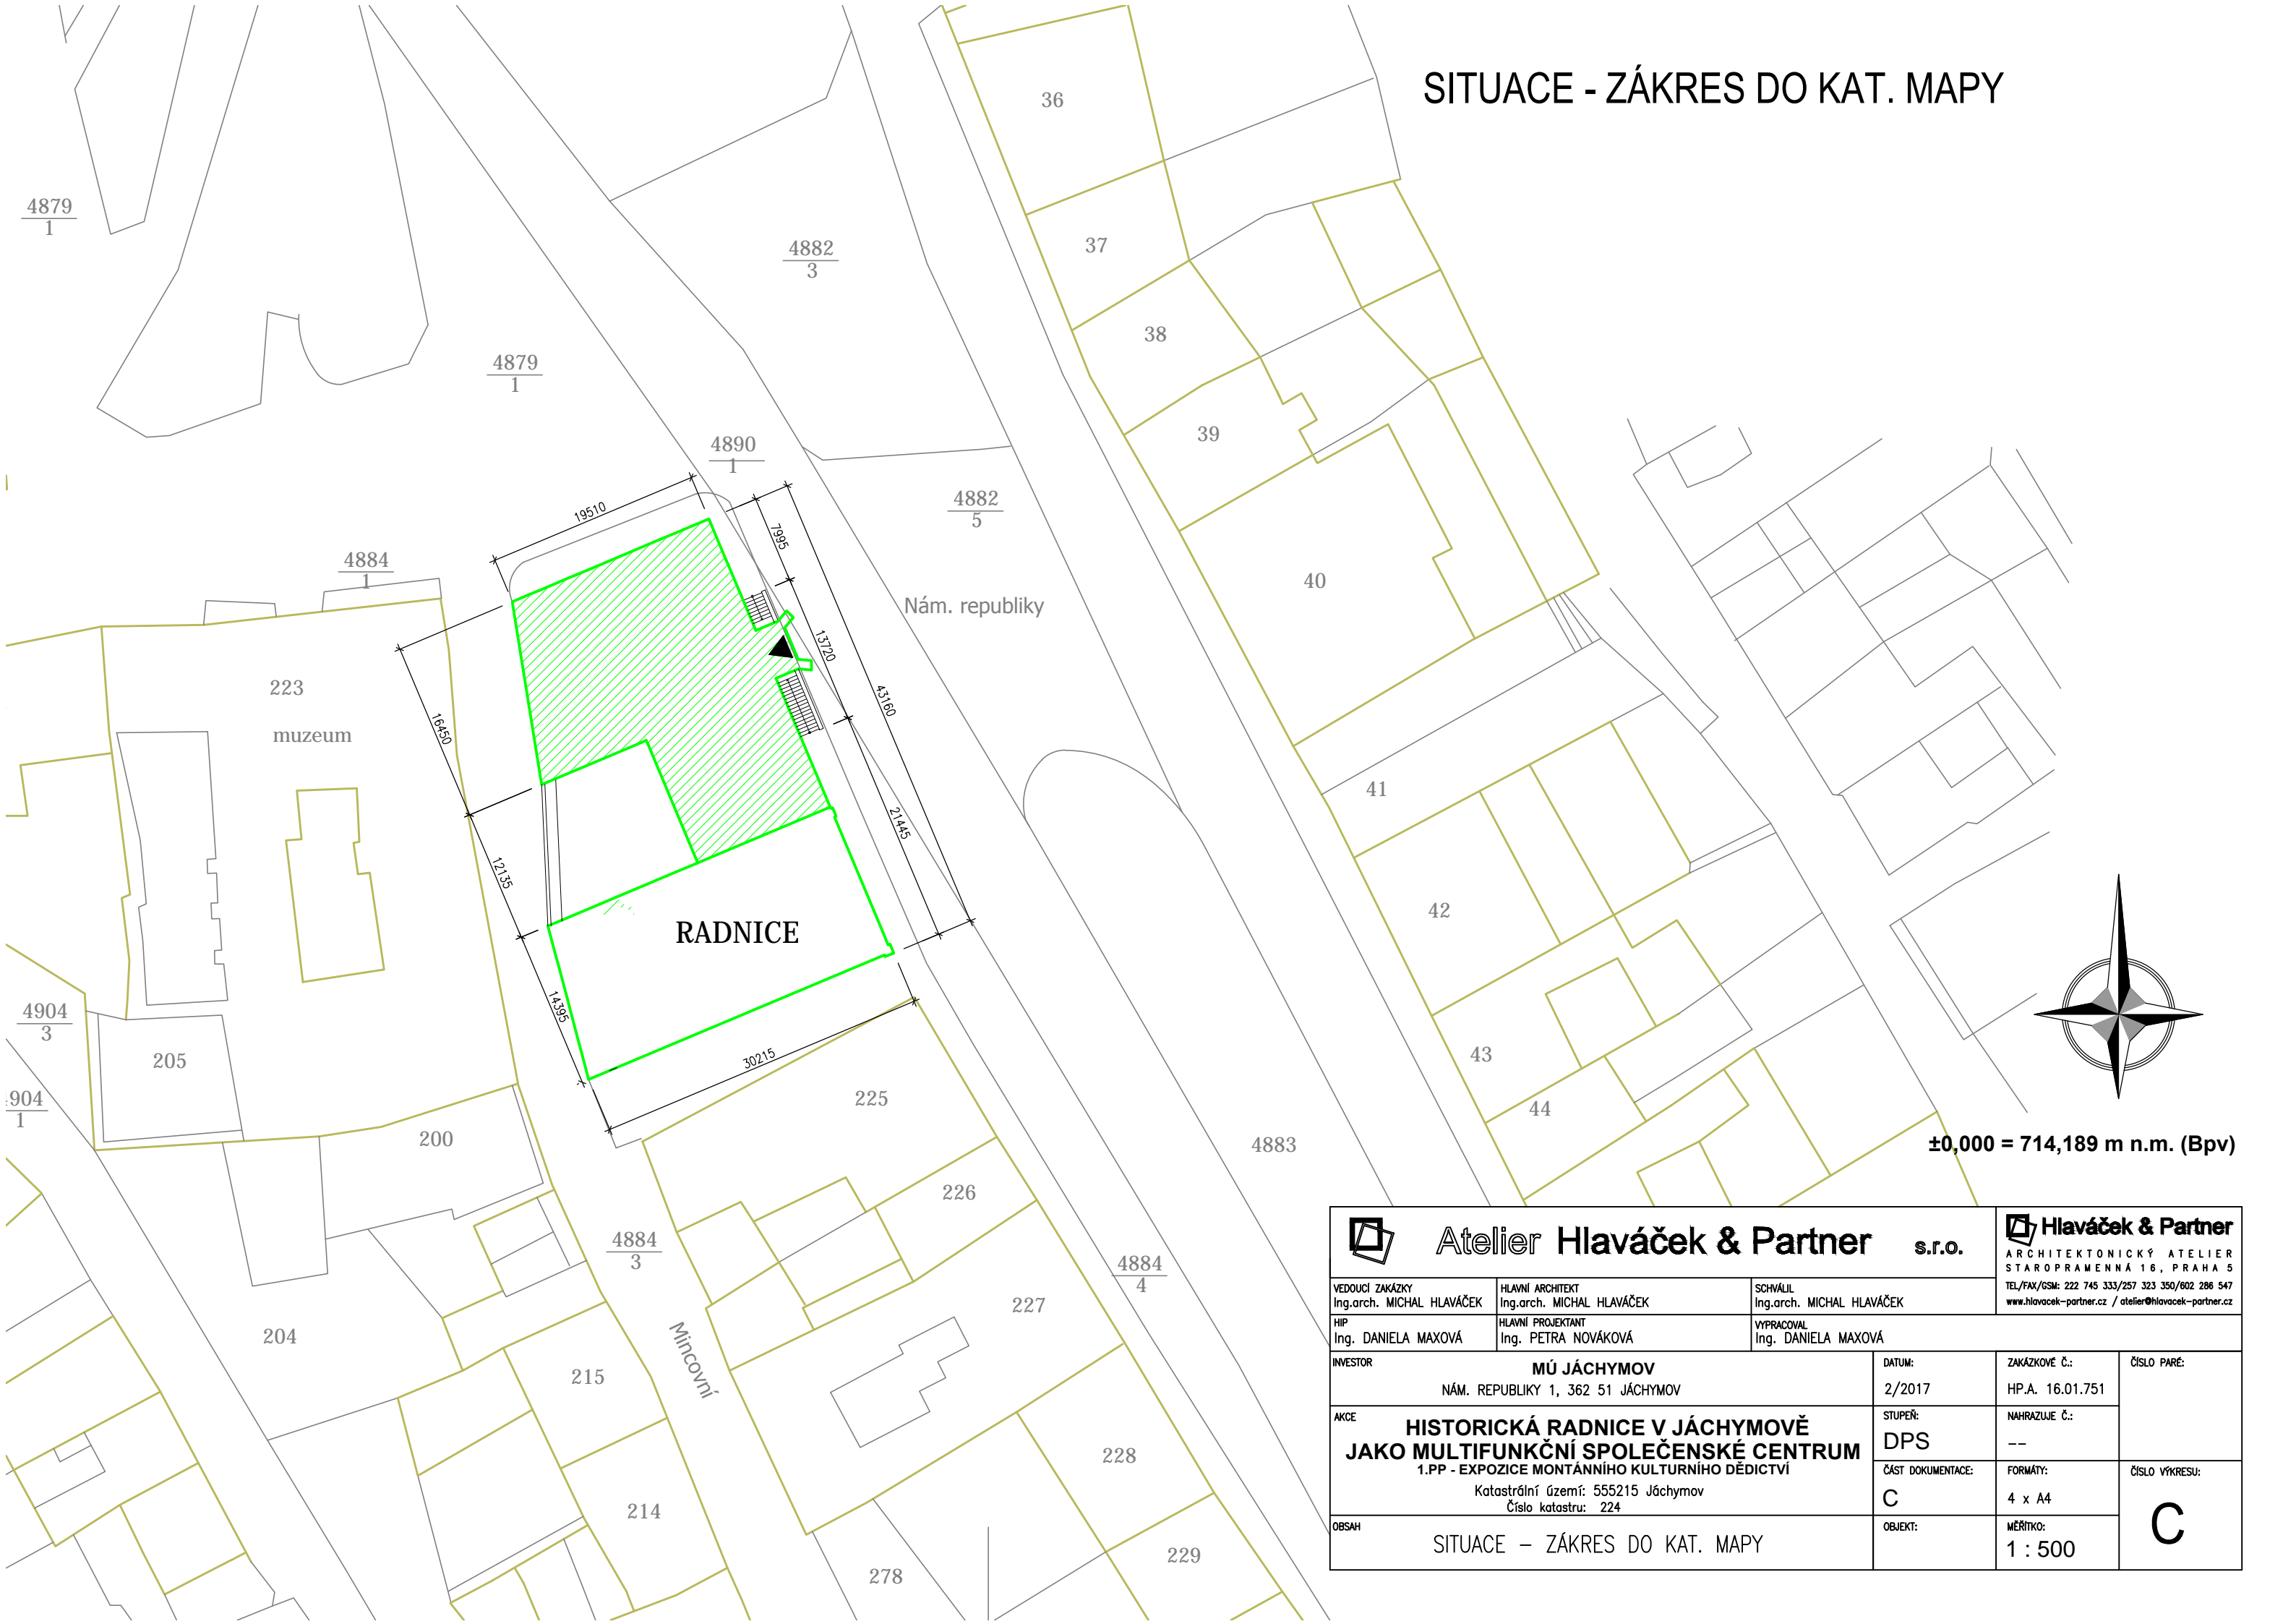 SITUACE - ZÁKRES DO KAT. MAPY
36
4879
1
4882
3
37
38
4879
1
39
4890
1
4882
5
19510
7995
4884
1
40
Nám. republiky
13720
223
43160
16450
muzeum
41
21445
12135
42
RADNICE
14395
4904
3
205
43
30215
225
44
904
1
200
4883
±0,000 = 714,189 m n.m. (Bpv)
226
4884
3
4884
4
227
204
Mincovní
215
228
214
229
278
Atelier Hlaváček & Partner s.r.o.
Hlaváček & Partner
ARCHITEKTONICKÝ ATELIER
STAROPRAMENNÁ 16, PRAHA 5
TEL/FAX/GSM: 222 745 333/257 323 350/602 286 547
www.hlavacek-partner.cz / atelier@hlavacek-partner.cz
VEDOUCÍ ZAKÁZKY
Ing.arch. MICHAL HLAVÁČEK
HLAVNÍ ARCHITEKT
Ing.arch. MICHAL HLAVÁČEK
SCHVÁLIL
Ing.arch. MICHAL HLAVÁČEK
HIP
Ing. DANIELA MAXOVÁ
HLAVNÍ PROJEKTANT
Ing. PETRA NOVÁKOVÁ
VYPRACOVAL
Ing. DANIELA MAXOVÁ
INVESTOR
MÚ JÁCHYMOV
NÁM. REPUBLIKY 1, 362 51 JÁCHYMOV
DATUM:
2/2017
ZAKÁZKOVÉ Č.:
HP.A. 16.01.751
ČÍSLO PARÉ:
AKCE
HISTORICKÁ RADNICE V JÁCHYMOVĚ
JAKO MULTIFUNKČNÍ SPOLEČENSKÉ CENTRUM
1.PP - EXPOZICE MONTÁNNÍHO KULTURNÍHO DĚDICTVÍ
Katastrální území: 555215 Jáchymov
Číslo katastru: 224
STUPEŇ:
DPS
NAHRAZUJE Č.:
--
ČÁST DOKUMENTACE:
C
FORMÁTY:
4 x A4
ČÍSLO VÝKRESU:
C
OBSAH
SITUACE – ZÁKRES DO KAT. MAPY
OBJEKT:
MĚŘÍTKO:
1 : 500